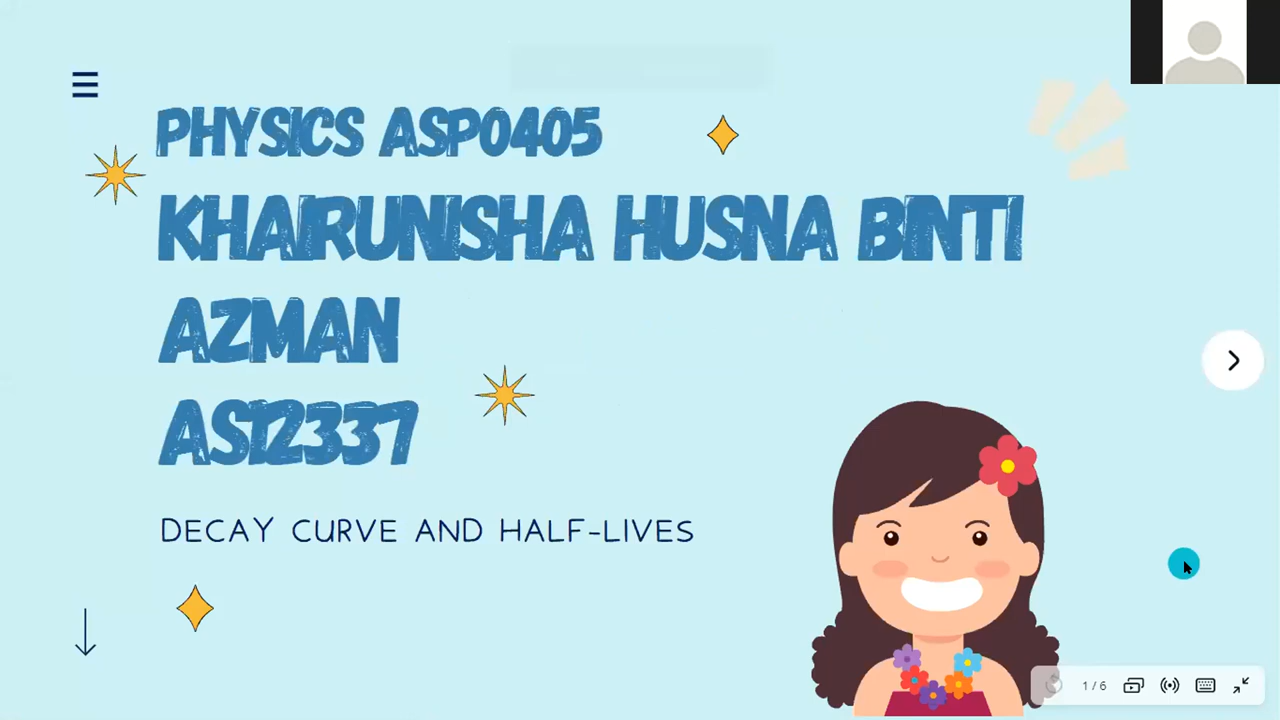 PHYSICS ASP0405
KHAIRUNISHA HUSNA BINTI
AZMAN
AS12337
DECAY CURVE AND HALF-LIVES
1 / 6